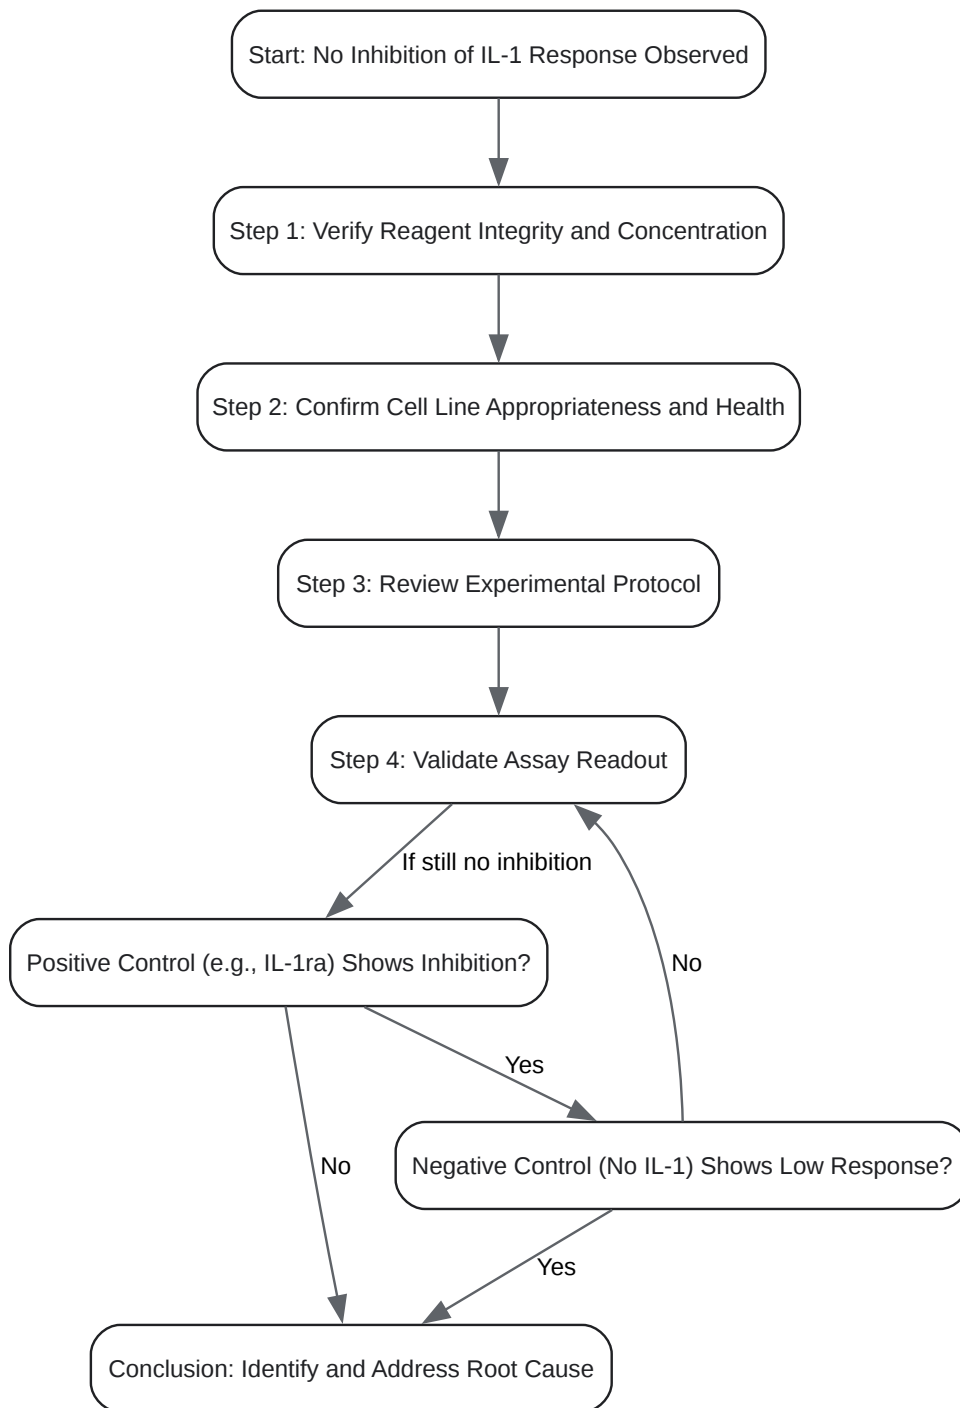 Start: No Inhibition of IL-1 Response Observed
Step 1: Verify Reagent Integrity and Concentration
Step 2: Confirm Cell Line Appropriateness and Health
Step 3: Review Experimental Protocol
Step 4: Validate Assay Readout
If still no inhibition
Positive Control (e.g., IL-1ra) Shows Inhibition?
No
Yes
No
Negative Control (No IL-1) Shows Low Response?
Yes
Conclusion: Identify and Address Root Cause